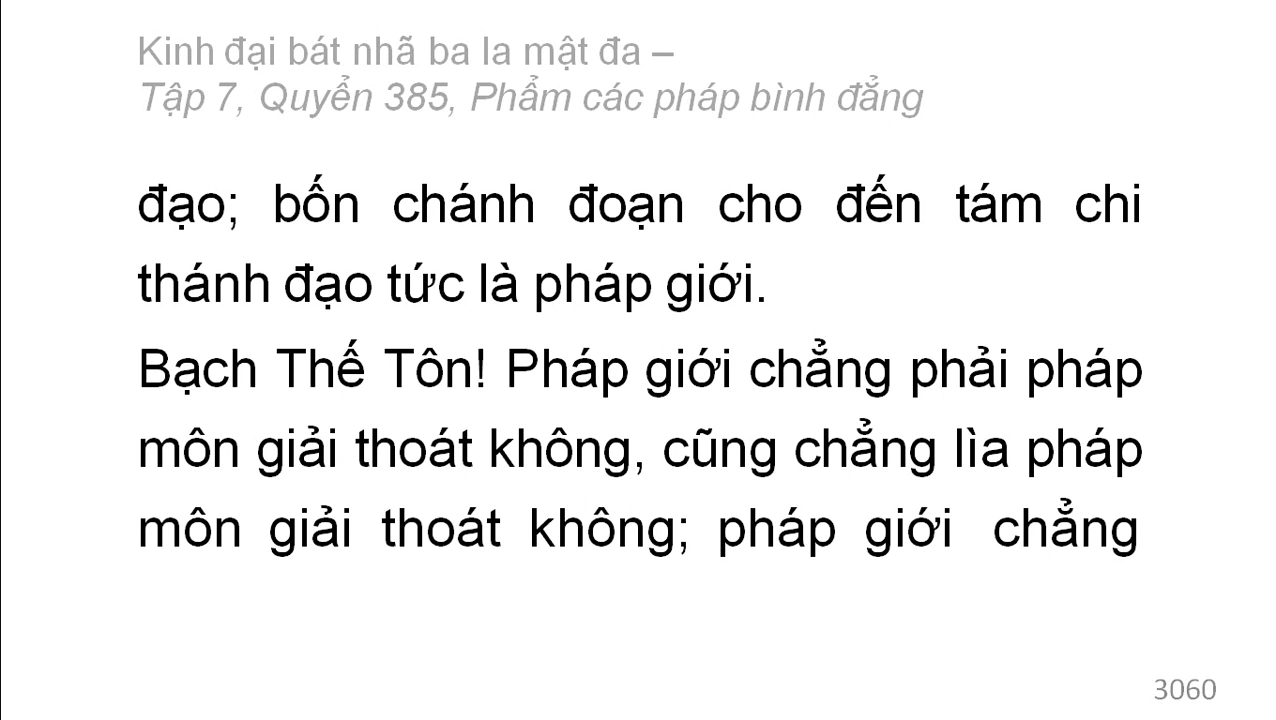 Kinh đại bát nhã ba la mật đa –
Tập 7, Quyển 385, Phẩm các pháp bình đẳng
đạo; bốn chánh đoạn cho đến tám chi
thánh đạo tức là pháp giới.
Bạch Thế Tôn! Pháp giới chẳng phải pháp
môn giải thoát không, cũng chẳng lìa pháp
môn giải thoát không; pháp giới chẳng
3060